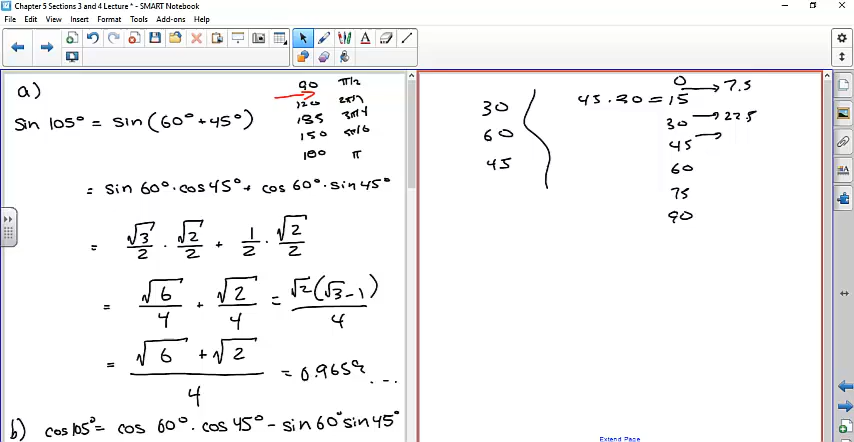 Chapter 5 Sections 3 and 4 Lecture * - SMART Notebook
File Edit View Insert Format Tools Add-ons Help
a)
sin 105° = sin(60° + 45°)
= sin 60° · cos 45° + cos 60° · sin 45°
= √3/2 · √2/2 + 1/2 · √2/2
= √6/4 + √2/4 = √2(√3-1)/4
= (√6 + √2)/4 = 0.9659...
b) cos 105° = cos 60° · cos 45° - sin 60° sin 45°
90 π/2
120 2π/3
135 3π/4
150 5π/6
180 π
30
60
45
0 → 7.5
45.30 = 15
30 → 22.5
45 →
60
75
90
Extend Page